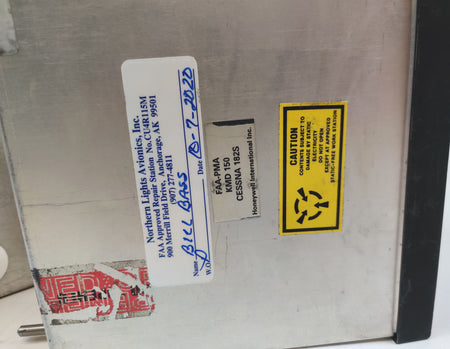 Northern Lights Avionics, Inc.
FAA Approved Repair Station No.CU4R115M
900 Merrill Field Drive, Anchorage, AK 99501
(907) 277-4811
Name BILL BASS Date 10-7-2020
W.O.
FAA-PMA
KMD 150
CESSNA 182S
Honeywell International Inc.
CAUTION
CONTENTS SUBJECT TO
DAMAGE BY STATIC
ELECTRICITY
DO NOT OPEN
EXCEPT AT APPROVED
STATIC-FREE WORK STATION